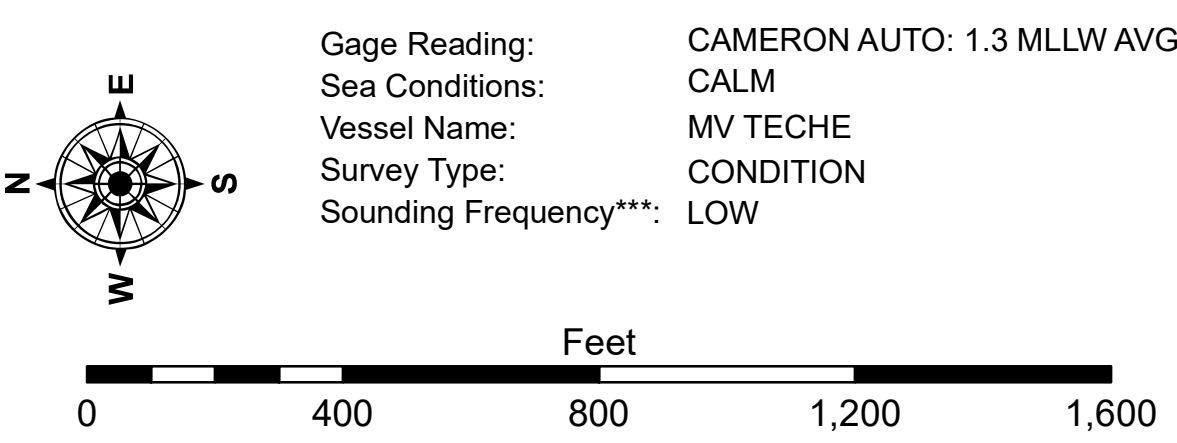 E
N
S
W
Gage Reading: CAMERON AUTO: 1.3 MLLW AVG
Sea Conditions: CALM
Vessel Name: MV TECHE
Survey Type: CONDITION
Sounding Frequency***: LOW
Feet
0 400 800 1,200 1,600